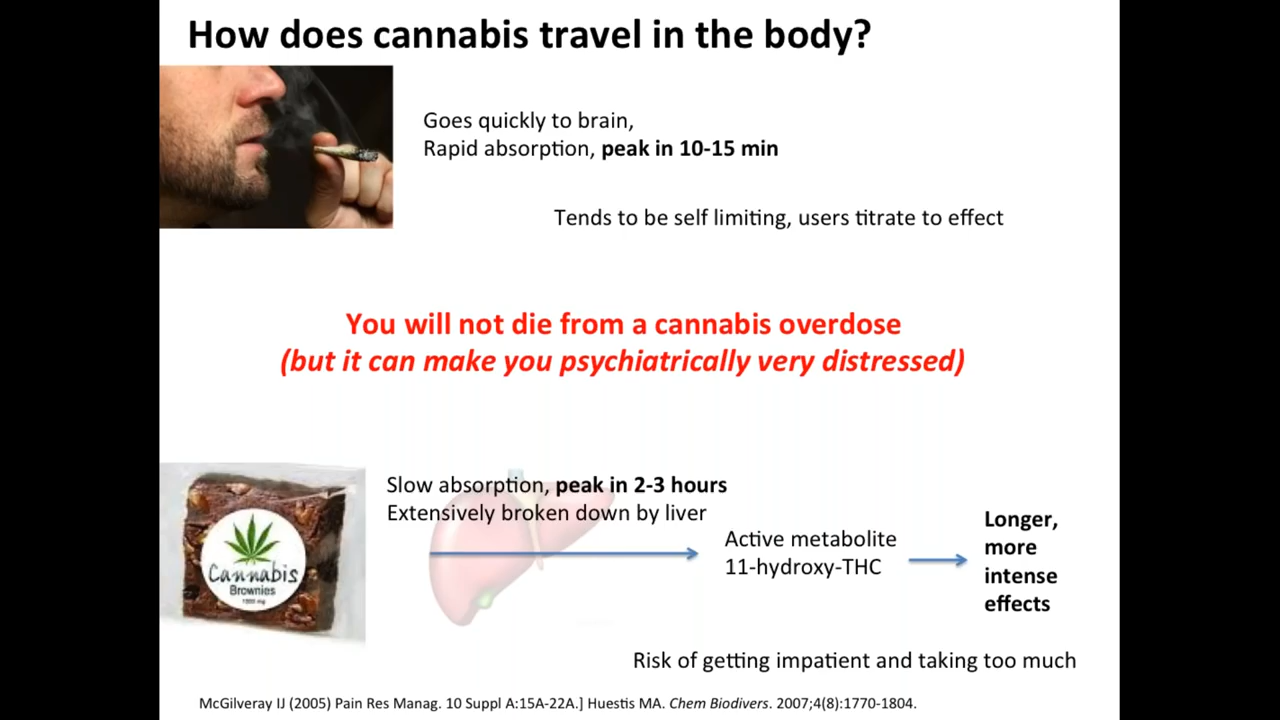 How does cannabis travel in the body?
Goes quickly to brain,
Rapid absorption, peak in 10-15 min
Tends to be self limiting, users titrate to effect
You will not die from a cannabis overdose
(but it can make you psychiatrically very distressed)
Slow absorption, peak in 2-3 hours
Extensively broken down by liver
Active metabolite
11-hydroxy-THC
Longer,
more
intense
effects
Cannabis
Brownies
Risk of getting impatient and taking too much
McGilveray IJ (2005) Pain Res Manag. 10 Suppl A:15A-22A.] Huestis MA. Chem Biodivers. 2007;4(8):1770-1804.